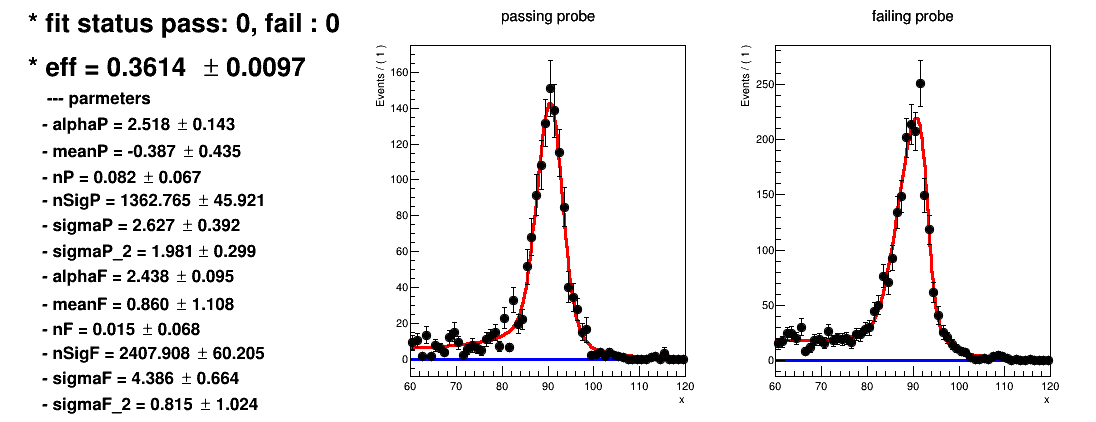 * fit status pass: 0, fail : 0
* eff = 0.3614 ± 0.0097
--- parmeters
- alphaP = 2.518 ± 0.143
- meanP = -0.387 ± 0.435
- nP = 0.082 ± 0.067
- nSigP = 1362.765 ± 45.921
- sigmaP = 2.627 ± 0.392
- sigmaP_2 = 1.981 ± 0.299
- alphaF = 2.438 ± 0.095
- meanF = 0.860 ± 1.108
- nF = 0.015 ± 0.068
- nSigF = 2407.908 ± 60.205
- sigmaF = 4.386 ± 0.664
- sigmaF_2 = 0.815 ± 1.024
passing probe
Events / ( 1 )
160
140
120
100
80
60
40
20
0
60 70 80 90 100 110 120
x
failing probe
Events / ( 1 )
250
200
150
100
50
0
60 70 80 90 100 110 120
x